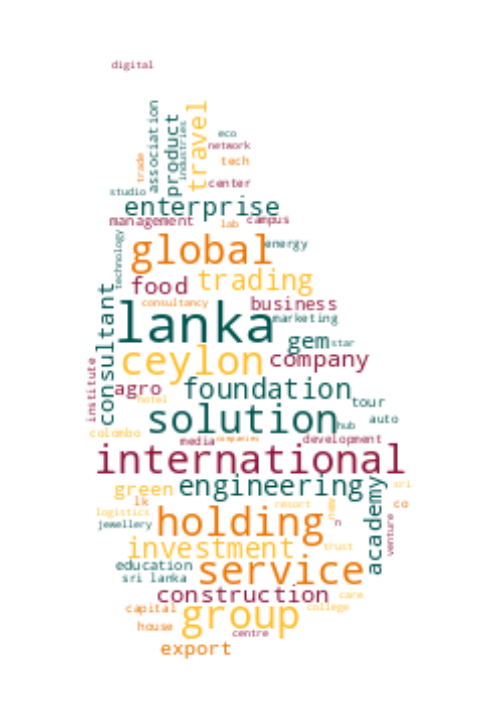 digital
association
product
industries
travel
eco
network
trade
tech
center
studio
enterprise
management
lab
campus
technology
global
energy
food
trading
consultancy
business
consultant
lanka
marketing
gem
star
ceylon
company
institute
agro
foundation
hotel
tour
solution
hub
auto
colombo
media
companies
development
international
green
engineering
sri
lk
resort
new
co
logistics
jewellery
holding
n
academy
venture
investment
trust
education
sri lanka
service
construction
care
capital
group
college
house
centre
export